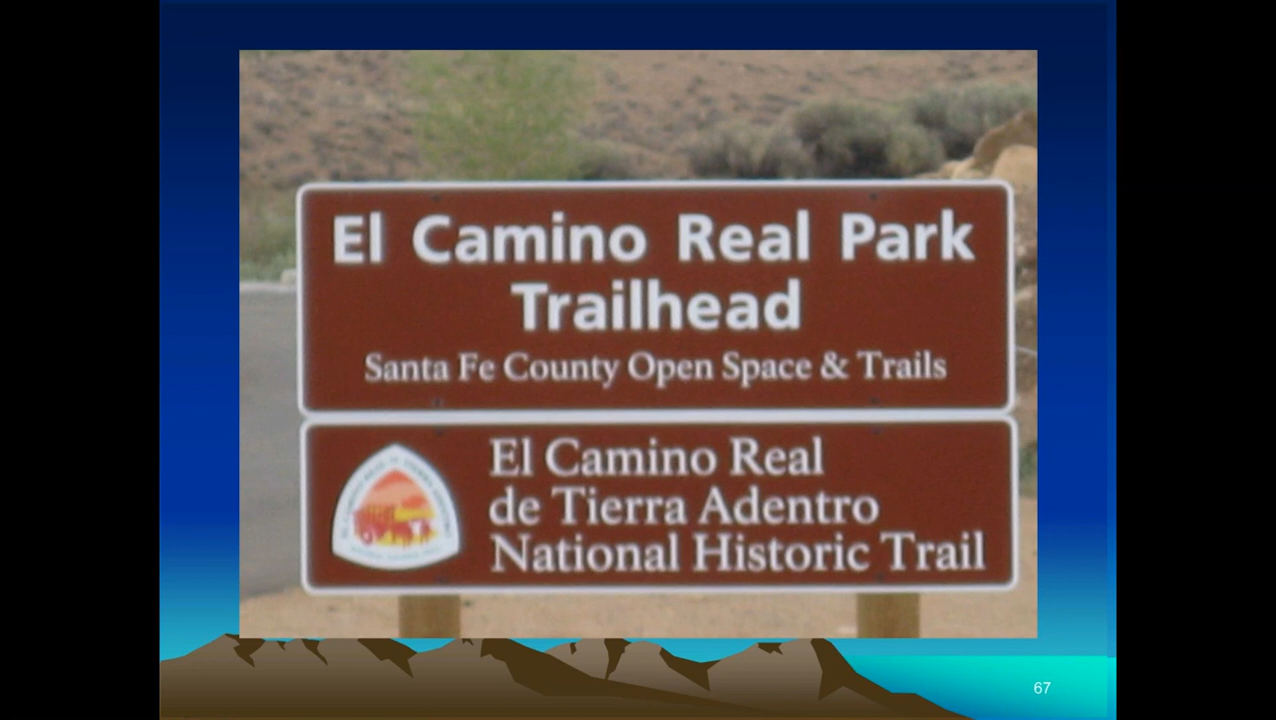 El Camino Real Park
Trailhead
Santa Fe County Open Space & Trails
El Camino Real
de Tierra Adentro
National Historic Trail
67